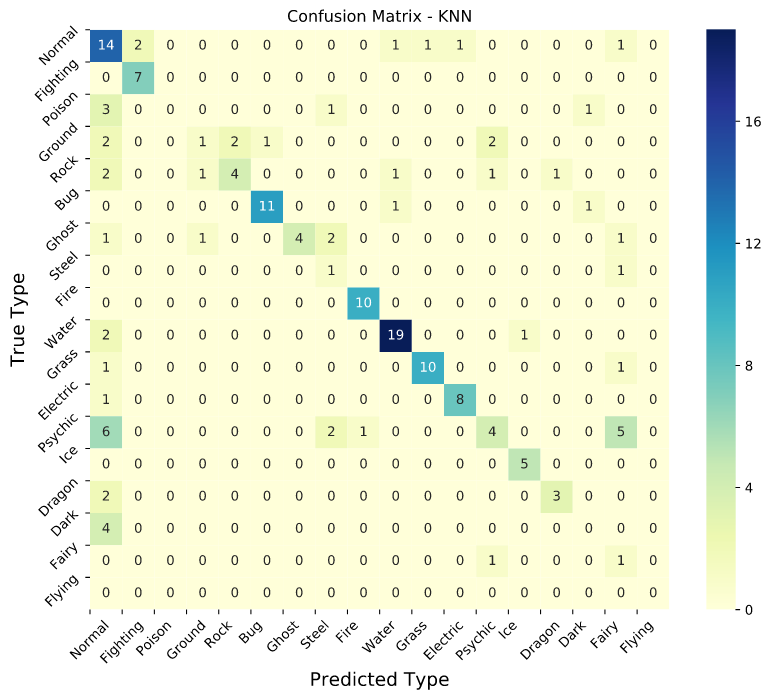 Confusion Matrix - KNN
True Type
Normal 14 2 0 0 0 0 0 0 0 1 1 1 0 0 0 0 1 0
Fighting 0 7 0 0 0 0 0 0 0 0 0 0 0 0 0 0 0 0
Poison 3 0 0 0 0 0 0 1 0 0 0 0 0 0 0 1 0 0
Ground 2 0 0 1 2 1 0 0 0 0 0 0 2 0 0 0 0 0
Rock 2 0 0 1 4 0 0 0 0 1 0 0 1 0 1 0 0 0
Bug 0 0 0 0 0 11 0 0 0 1 0 0 0 0 0 1 0 0
Ghost 1 0 0 1 0 0 4 2 0 0 0 0 0 0 0 0 1 0
Steel 0 0 0 0 0 0 0 1 0 0 0 0 0 0 0 0 1 0
Fire 0 0 0 0 0 0 0 0 10 0 0 0 0 0 0 0 0 0
Water 2 0 0 0 0 0 0 0 0 19 0 0 0 1 0 0 0 0
Grass 1 0 0 0 0 0 0 0 0 0 10 0 0 0 0 0 1 0
Electric 1 0 0 0 0 0 0 0 0 0 0 8 0 0 0 0 0 0
Psychic 6 0 0 0 0 0 0 2 1 0 0 0 4 0 0 0 5 0
Ice 0 0 0 0 0 0 0 0 0 0 0 0 0 5 0 0 0 0
Dragon 2 0 0 0 0 0 0 0 0 0 0 0 0 0 3 0 0 0
Dark 4 0 0 0 0 0 0 0 0 0 0 0 0 0 0 0 0 0
Fairy 0 0 0 0 0 0 0 0 0 0 0 0 1 0 0 0 1 0
Flying 0 0 0 0 0 0 0 0 0 0 0 0 0 0 0 0 0 0
Normal Fighting Poison Ground Rock Bug Ghost Steel Fire Water Grass Electric Psychic Ice Dragon Dark Fairy Flying
Predicted Type
16
12
8
4
0